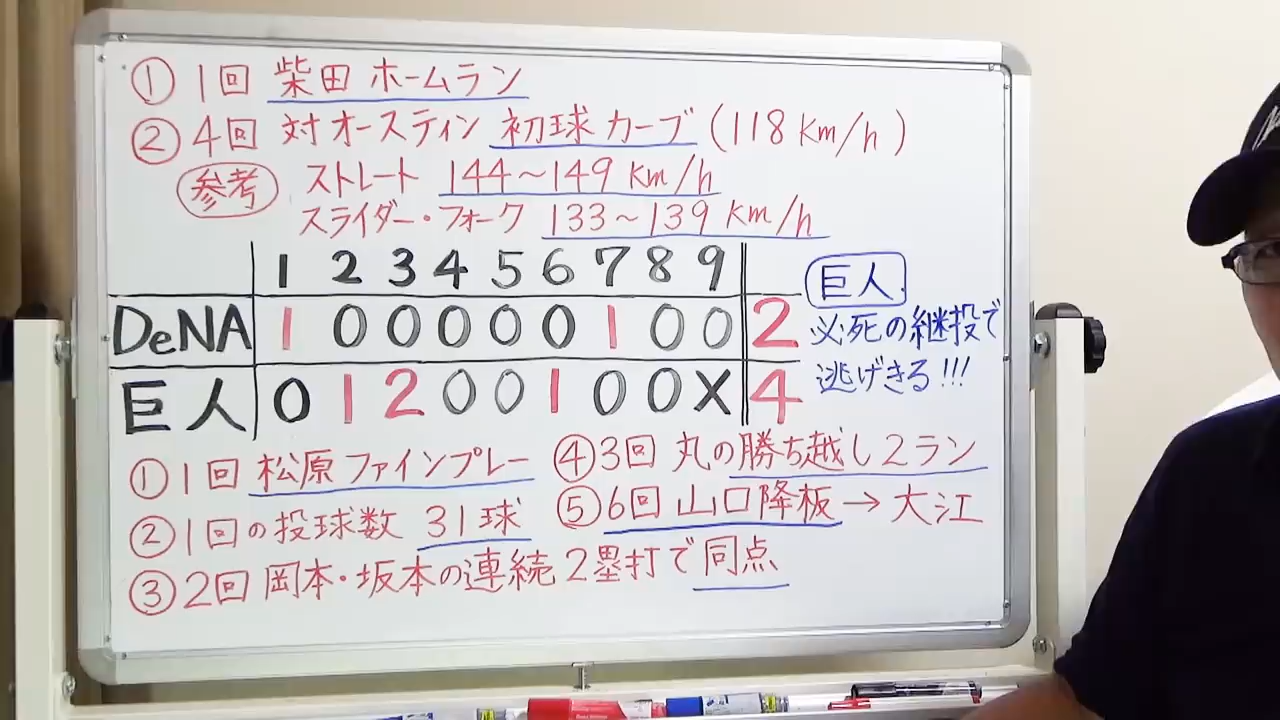 ① 1回 柴田 ホームラン
② 4回 対オースティン 初球カーブ(118km/h)
参考 ストレート 144〜149km/h
スライダー・フォーク 133〜139km/h
1 2 3 4 5 6 7 8 9
DeNA 1 0 0 0 0 0 1 0 0 2
巨人 0 1 2 0 0 1 0 0 X 4
巨人
必死の継投で
逃げきる!!!
① 1回 松原 ファインプレー
② 1回の投球数 31球
③ 2回 岡本・坂本の連続2塁打で同点
④ 3回 丸の勝ち越し2ラン
⑤ 6回 山口降板→大江